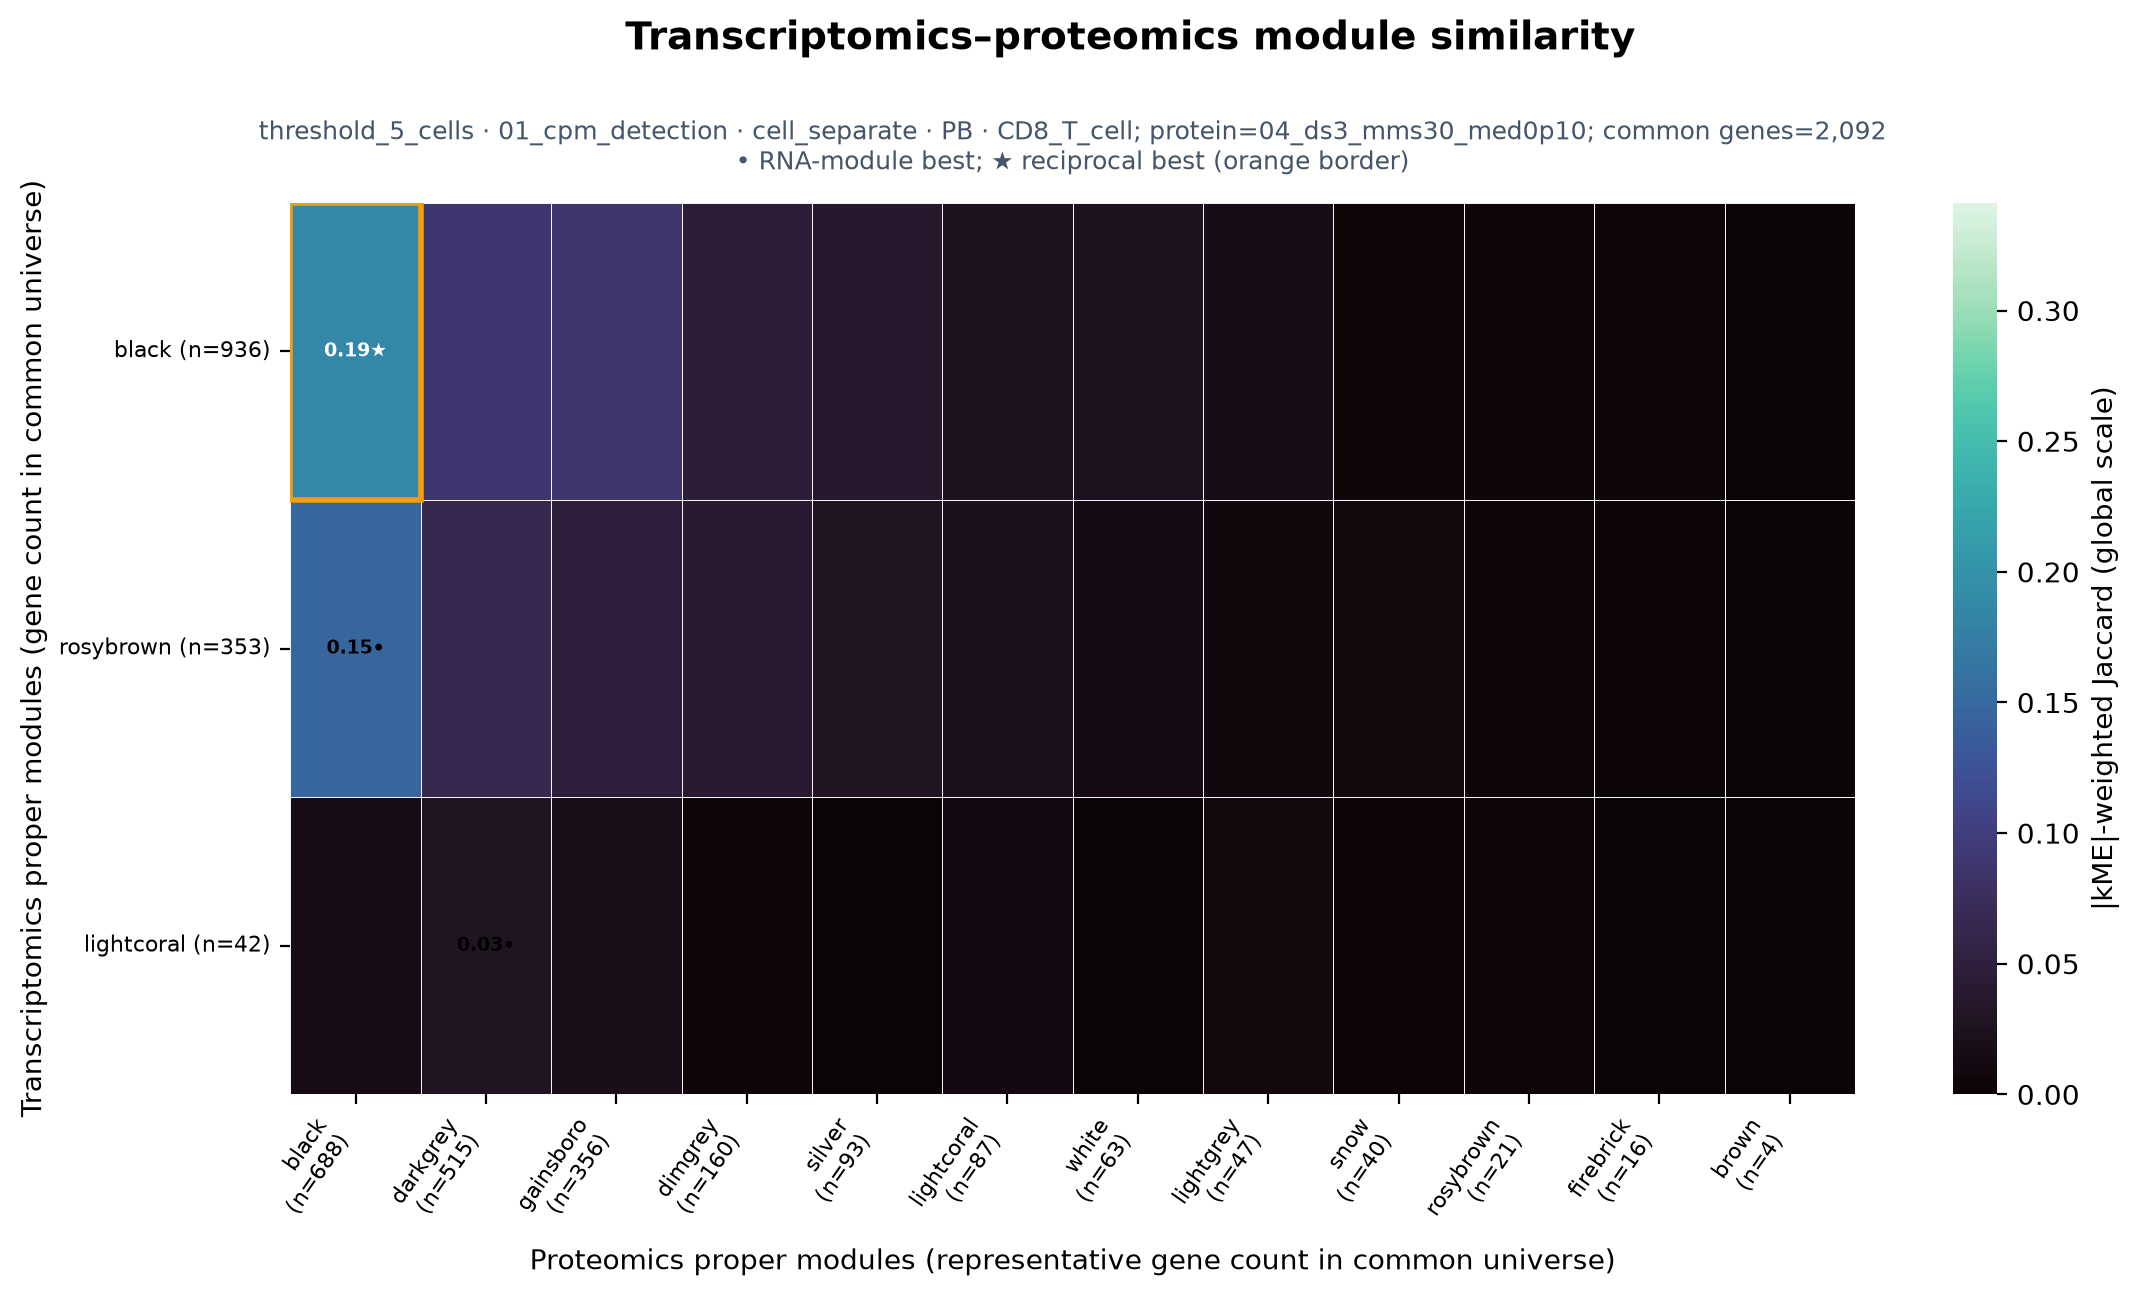 Transcriptomics–proteomics module similarity
threshold_5_cells · 01_cpm_detection · cell_separate · PB · CD8_T_cell; protein=04_ds3_mms30_med0p10; common genes=2,092
• RNA-module best; ★ reciprocal best (orange border)
Transcriptomics proper modules (gene count in common universe)
black (n=936)
rosybrown (n=353)
lightcoral (n=42)
0.19★
0.15•
0.03•
black
(n=688)
darkgrey
(n=515)
gainsboro
(n=356)
dimgrey
(n=160)
silver
(n=93)
lightcoral
(n=87)
white
(n=63)
lightgrey
(n=47)
snow
(n=40)
rosybrown
(n=21)
firebrick
(n=16)
brown
(n=4)
Proteomics proper modules (representative gene count in common universe)
0.30
0.25
0.20
0.15
0.10
0.05
0.00
|kME|-weighted Jaccard (global scale)